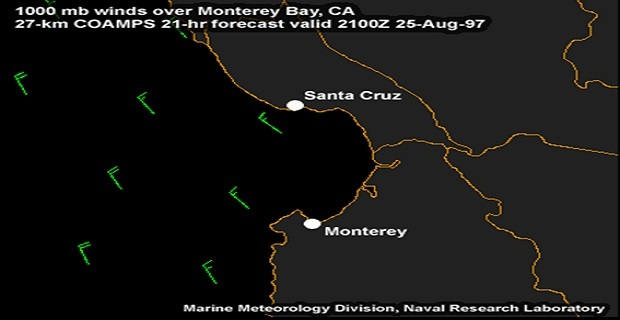 1000 mb winds over Monterey Bay, CA
27-km COAMPS 21-hr forecast valid 2100Z 25-Aug-97
Santa Cruz
Monterey
Marine Meteorology Division, Naval Research Laboratory